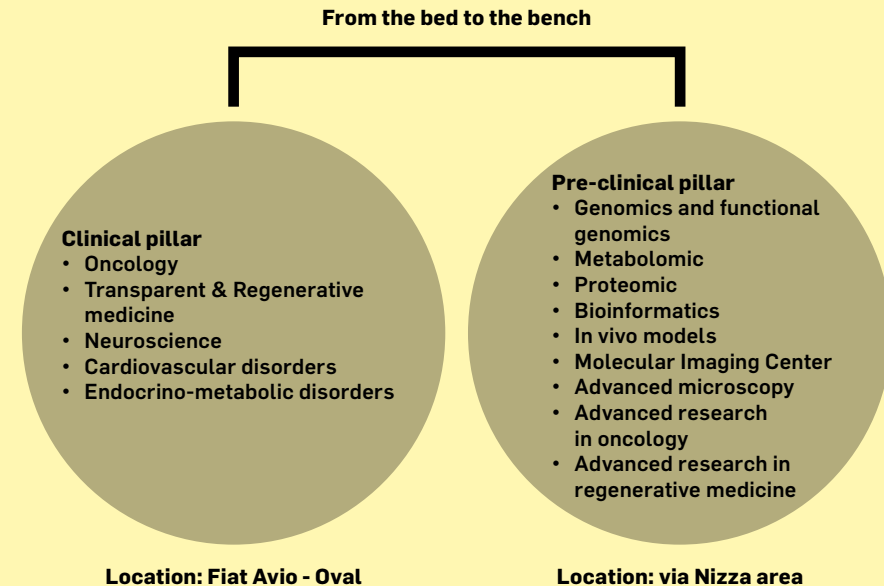 From the bed to the bench
Clinical pillar
• Oncology
• Transparent & Regenerative
medicine
• Neuroscience
• Cardiovascular disorders
• Endocrino-metabolic disorders
Pre-clinical pillar
• Genomics and functional
genomics
• Metabolomic
• Proteomic
• Bioinformatics
• In vivo models
• Molecular Imaging Center
• Advanced microscopy
• Advanced research
in oncology
• Advanced research in
regenerative medicine
Location: Fiat Avio - Oval
Location: via Nizza area